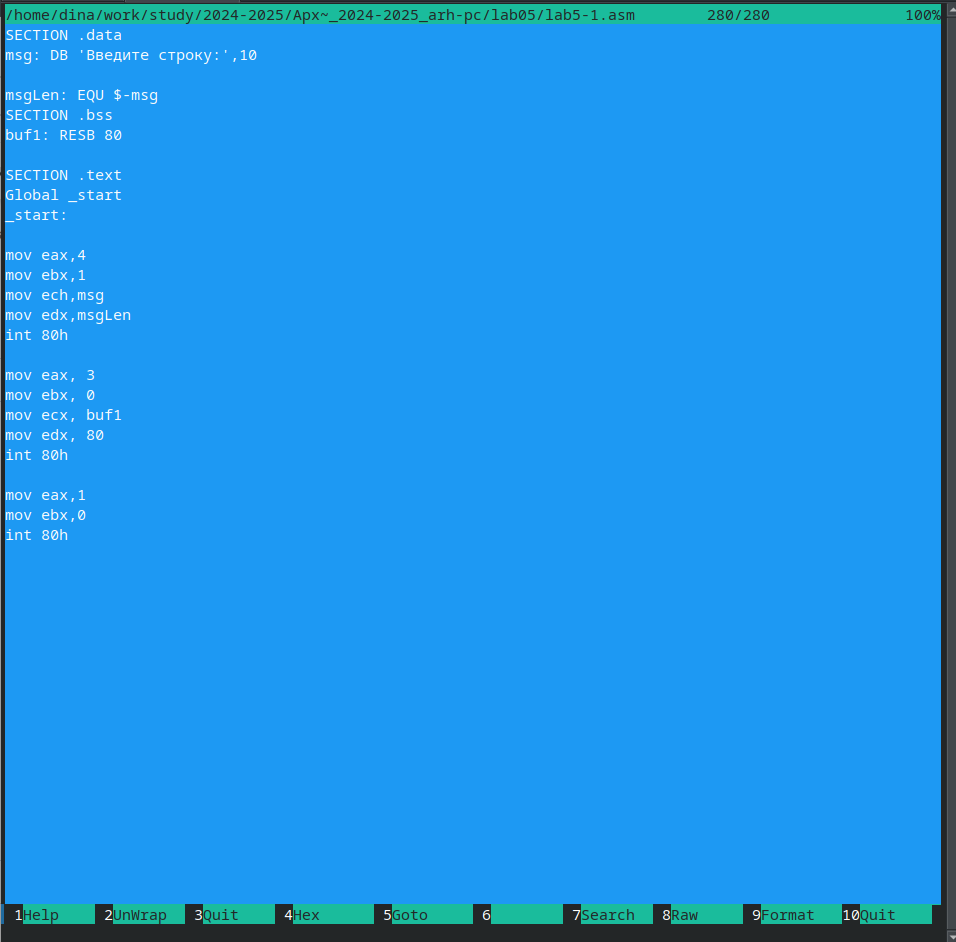 /home/dina/work/study/2024-2025/Apx~_2024-2025_arh-pc/lab05/lab5-1.asm 280/280 100%
SECTION .data
msg: DB 'Введите строку:',10
msgLen: EQU $-msg
SECTION .bss
buf1: RESB 80
SECTION .text
Global _start
_start:
mov eax,4
mov ebx,1
mov ech,msg
mov edx,msgLen
int 80h
mov eax, 3
mov ebx, 0
mov ecx, buf1
mov edx, 80
int 80h
mov eax,1
mov ebx,0
int 80h
1Help 2UnWrap 3Quit 4Hex 5Goto 6 7Search 8Raw 9Format 10Quit